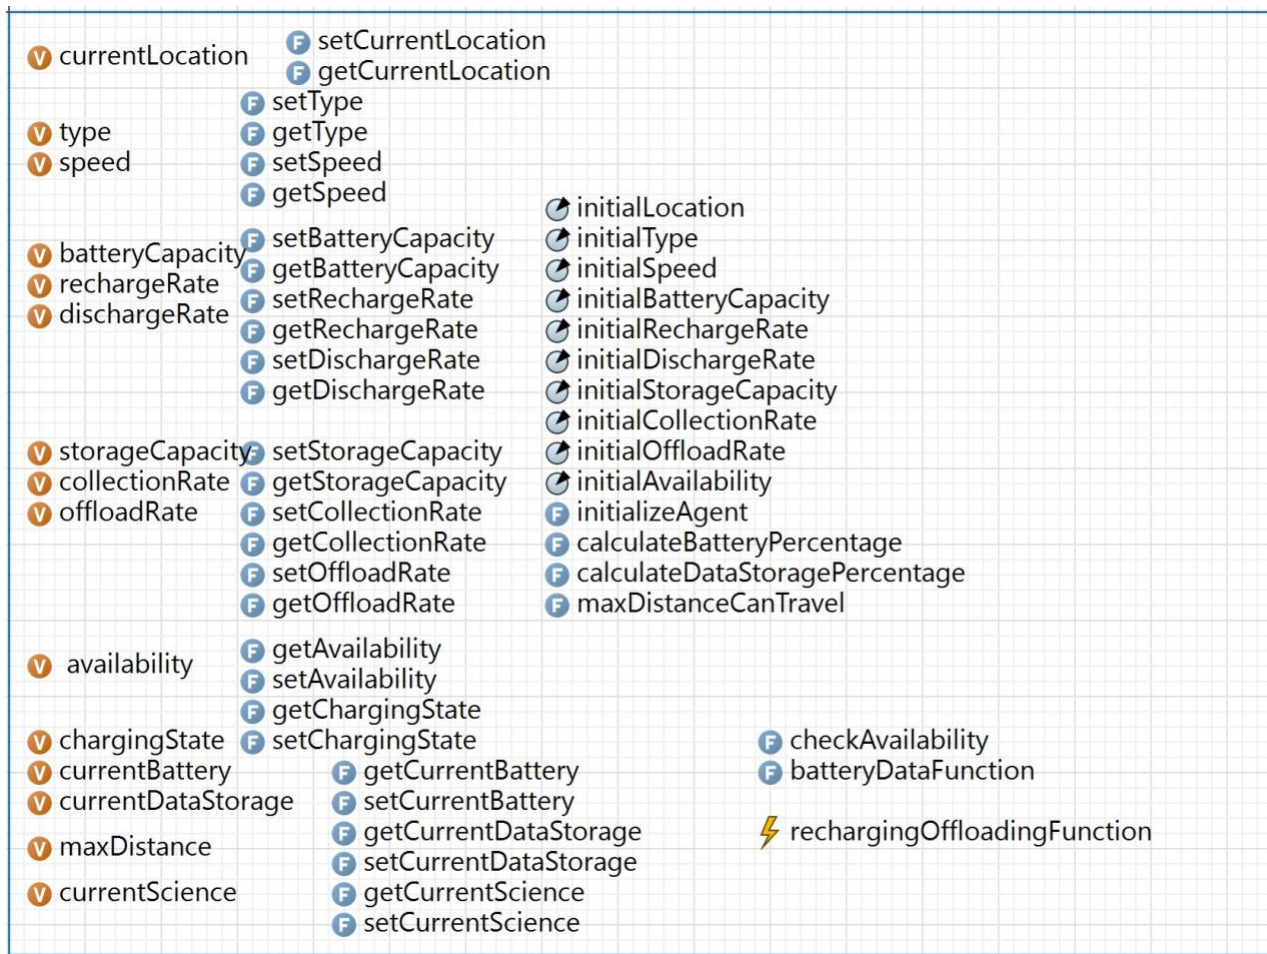 currentLocation
setCurrentLocation
getCurrentLocation
type
speed
setType
getType
setSpeed
getSpeed
batteryCapacity
rechargeRate
dischargeRate
setBatteryCapacity
getBatteryCapacity
setRechargeRate
getRechargeRate
setDischargeRate
getDischargeRate
storageCapacity
collectionRate
offloadRate
setStorageCapacity
getStorageCapacity
setCollectionRate
getCollectionRate
setOffloadRate
getOffloadRate
initialLocation
initialType
initialSpeed
initialBatteryCapacity
initialRechargeRate
initialDischargeRate
initialStorageCapacity
initialCollectionRate
initialOffloadRate
initialAvailability
initializeAgent
calculateBatteryPercentage
calculateDataStoragePercentage
maxDistanceCanTravel
availability
getAvailability
setAvailability
getChargingState
setChargingState
chargingState
currentBattery
currentDataStorage
maxDistance
currentScience
getCurrentBattery
setCurrentBattery
getCurrentDataStorage
setCurrentDataStorage
getCurrentScience
setCurrentScience
checkAvailability
batteryDataFunction
rechargingOffloadingFunction